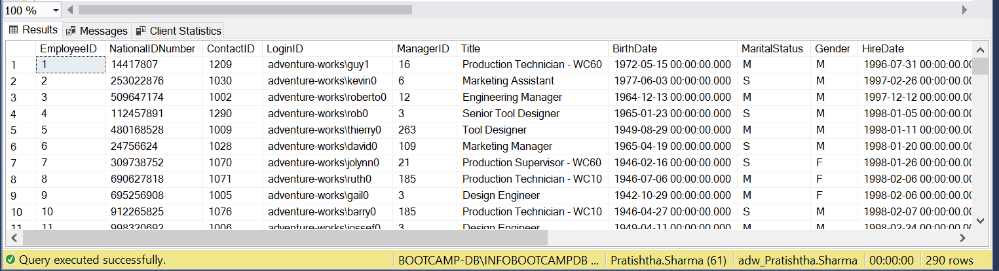 100 %
Results Messages Client Statistics
EmployeeID NationalIDNumber ContactID LoginID ManagerID Title BirthDate MaritalStatus Gender HireDate
1 1 14417807 1209 adventure-works\guy1 16 Production Technician - WC60 1972-05-15 00:00:00.000 M M 1996-07-31 00:00:00.00
2 2 253022876 1030 adventure-works\kevin0 6 Marketing Assistant 1977-06-03 00:00:00.000 S M 1997-02-26 00:00:00.00
3 3 509647174 1002 adventure-works\roberto0 12 Engineering Manager 1964-12-13 00:00:00.000 M M 1997-12-12 00:00:00.00
4 4 112457891 1290 adventure-works\rob0 3 Senior Tool Designer 1965-01-23 00:00:00.000 S M 1998-01-05 00:00:00.00
5 5 480168528 1009 adventure-works\thierry0 263 Tool Designer 1949-08-29 00:00:00.000 M M 1998-01-11 00:00:00.00
6 6 24756624 1028 adventure-works\david0 109 Marketing Manager 1965-04-19 00:00:00.000 S M 1998-01-20 00:00:00.00
7 7 309738752 1070 adventure-works\jolynn0 21 Production Supervisor - WC60 1946-02-16 00:00:00.000 S F 1998-01-26 00:00:00.00
8 8 690627818 1071 adventure-works\ruth0 185 Production Technician - WC10 1946-07-06 00:00:00.000 M F 1998-02-06 00:00:00.00
9 9 695256908 1005 adventure-works\gail0 3 Design Engineer 1942-10-29 00:00:00.000 M F 1998-02-06 00:00:00.00
10 10 912265825 1076 adventure-works\barry0 185 Production Technician - WC10 1946-04-27 00:00:00.000 S M 1998-02-07 00:00:00.00
11 11 998320692 1006 adventure-works\jossef0 3 Design Engineer 1949-04-11 00:00:00.000 M M 1998-02-24 00:00:00.00
Query executed successfully. BOOTCAMP-DB\INFOBOOTCAMPDB ... Pratishtha.Sharma (61) adw_Pratishtha.Sharma 00:00:00 290 rows